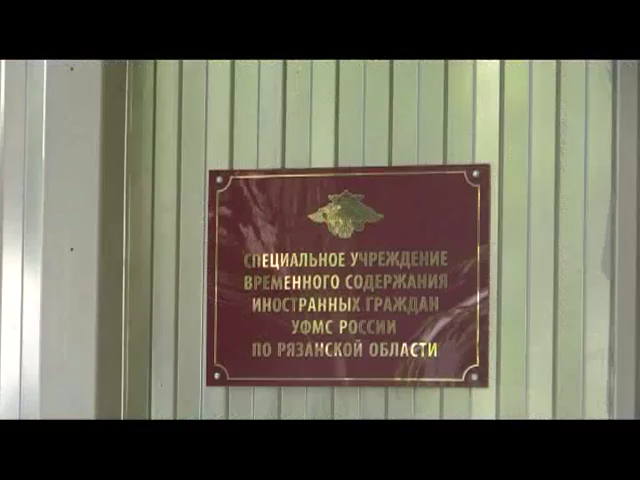 СПЕЦИАЛЬНОЕ УЧРЕЖДЕНИЕ
ВРЕМЕННОГО СОДЕРЖАНИЯ
ИНОСТРАННЫХ ГРАЖДАН
УФМС РОССИИ
ПО РЯЗАНСКОЙ ОБЛАСТИ